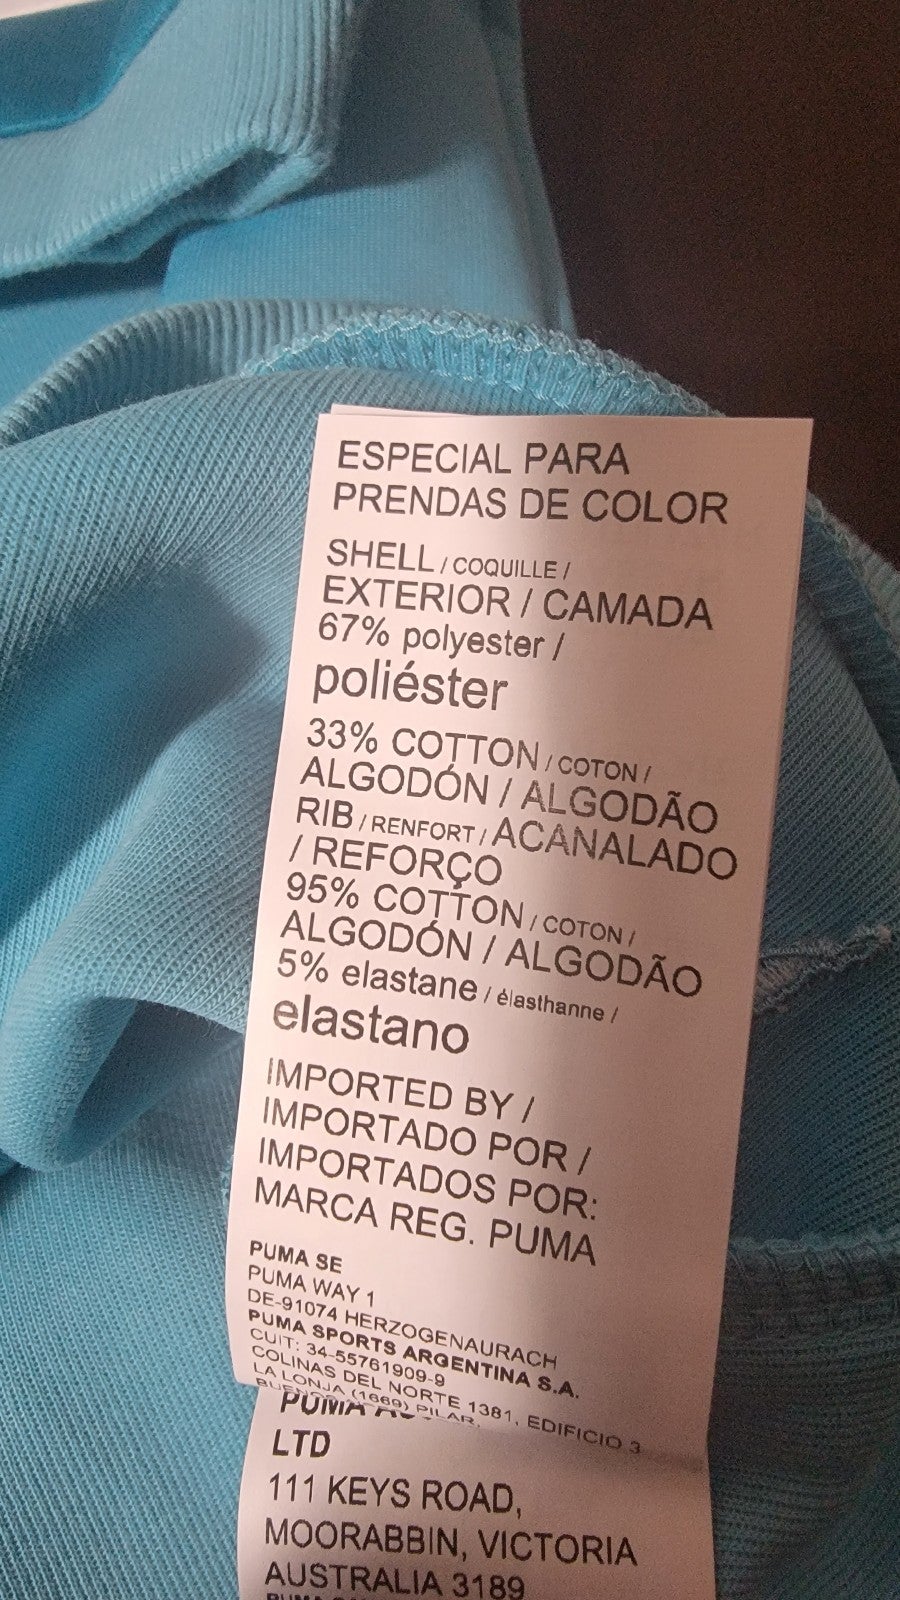 ESPECIAL PARA
PRENDAS DE COLOR
SHELL / COQUILLE /
EXTERIOR / CAMADA
67% polyester /
poliéster
33% COTTON / COTON /
ALGODÓN / ALGODÃO
RIB / RENFORT / ACANALADO
/ REFORÇO
95% COTTON / COTON /
ALGODÓN / ALGODÃO
5% elastane / élasthanne /
elastano
IMPORTED BY /
IMPORTADO POR /
IMPORTADOS POR:
MARCA REG. PUMA
PUMA SE
PUMA WAY 1
DE-91074 HERZOGENAURACH
PUMA SPORTS ARGENTINA S.A.
CUIT: 34-55761909-9
COLINAS DEL NORTE 1381, EDIFICIO 3
LA LONJA (1669) PILAR,
PUMA
LTD
111 KEYS ROAD,
MOORABBIN, VICTORIA
AUSTRALIA 3189